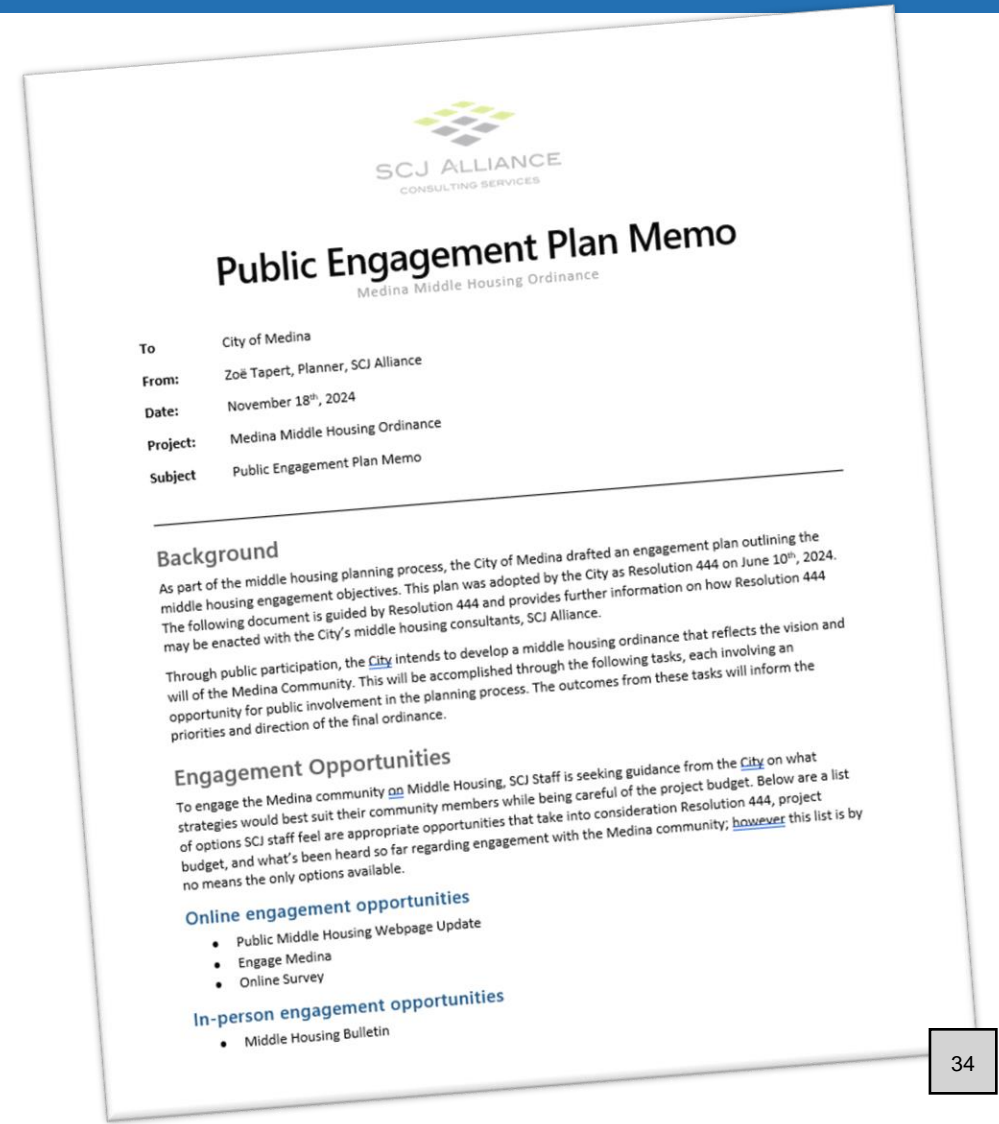 SCJ ALLIANCE
CONSULTING SERVICES
Public Engagement Plan Memo
Medina Middle Housing Ordinance
To City of Medina
From: Zoë Tapert, Planner, SCJ Alliance
Date: November 18th, 2024
Project: Medina Middle Housing Ordinance
Subject Public Engagement Plan Memo
Background
As part of the middle housing planning process, the City of Medina drafted an engagement plan outlining the
middle housing engagement objectives. This plan was adopted by the City as Resolution 444 on June 10th, 2024.
The following document is guided by Resolution 444 and provides further information on how Resolution 444
may be enacted with the City's middle housing consultants, SCJ Alliance.
Through public participation, the City intends to develop a middle housing ordinance that reflects the vision and
will of the Medina Community. This will be accomplished through the following tasks, each involving an
opportunity for public involvement in the planning process. The outcomes from these tasks will inform the
priorities and direction of the final ordinance.
Engagement Opportunities
To engage the Medina community on Middle Housing, SCJ Staff is seeking guidance from the City on what
strategies would best suit their community members while being careful of the project budget. Below are a list
of options SCJ staff feel are appropriate opportunities that take into consideration Resolution 444, project
budget, and what's been heard so far regarding engagement with the Medina community; however this list is by
no means the only options available.
Online engagement opportunities
• Public Middle Housing Webpage Update
• Engage Medina
• Online Survey
In-person engagement opportunities
• Middle Housing Bulletin
34